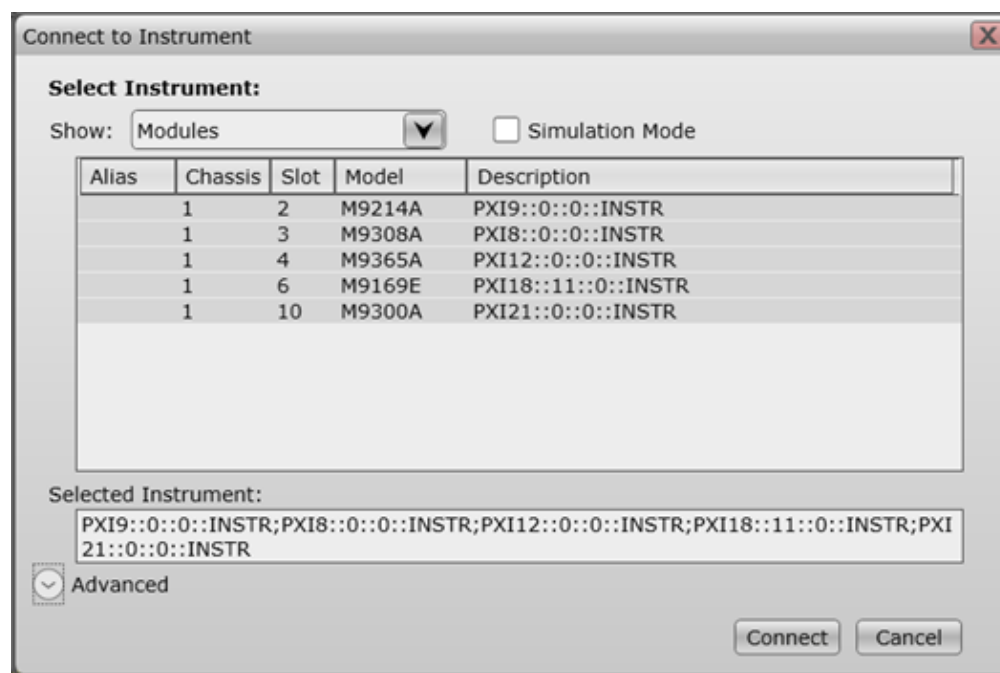 Connect to Instrument
X
Select Instrument:
Show: Modules Simulation Mode
Alias Chassis Slot Model Description
1 2 M9214A PXI9::0::0::INSTR
1 3 M9308A PXI8::0::0::INSTR
1 4 M9365A PXI12::0::0::INSTR
1 6 M9169E PXI18::11::0::INSTR
1 10 M9300A PXI21::0::0::INSTR
Selected Instrument:
PXI9::0::0::INSTR;PXI8::0::0::INSTR;PXI12::0::0::INSTR;PXI18::11::0::INSTR;PXI
21::0::0::INSTR
Advanced
Connect Cancel